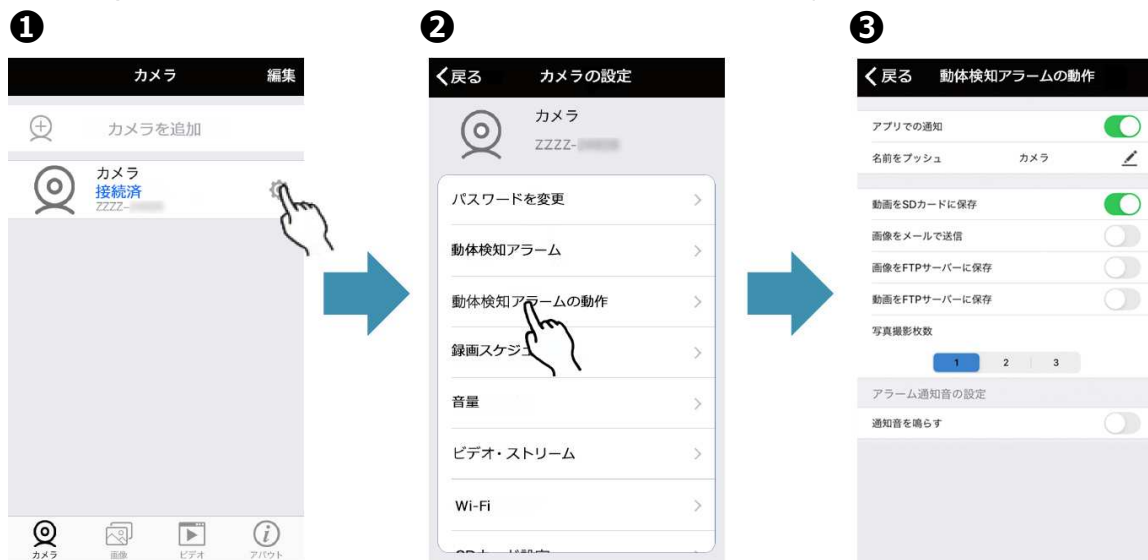 ❶
カメラ 編集
カメラを追加
カメラ
接続済
ZZZZ-
カメラ
画像
ビデオ
アバウト
❷
戻る カメラの設定
カメラ
ZZZZ-
パスワードを変更
動体検知アラーム
動体検知アラームの動作
録画スケジュ
音量
ビデオ・ストリーム
Wi-Fi
❸
戻る 動体検知アラームの動作
アプリでの通知
名前をプッシュ カメラ
動画をSDカードに保存
画像をメールで送信
画像をFTPサーバーに保存
動画をFTPサーバーに保存
写真撮影枚数
1 2 3
アラーム通知音の設定
通知音を鳴らす